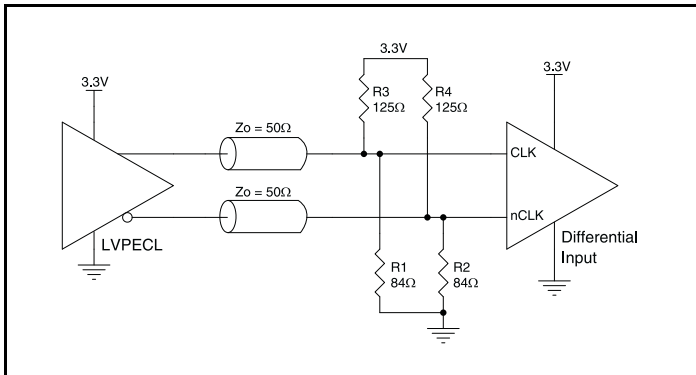 3.3V
3.3V
3.3V
R3
125Ω
R4
125Ω
Zo = 50Ω
CLK
Zo = 50Ω
nCLK
LVPECL
Differential
Input
R1
84Ω
R2
84Ω